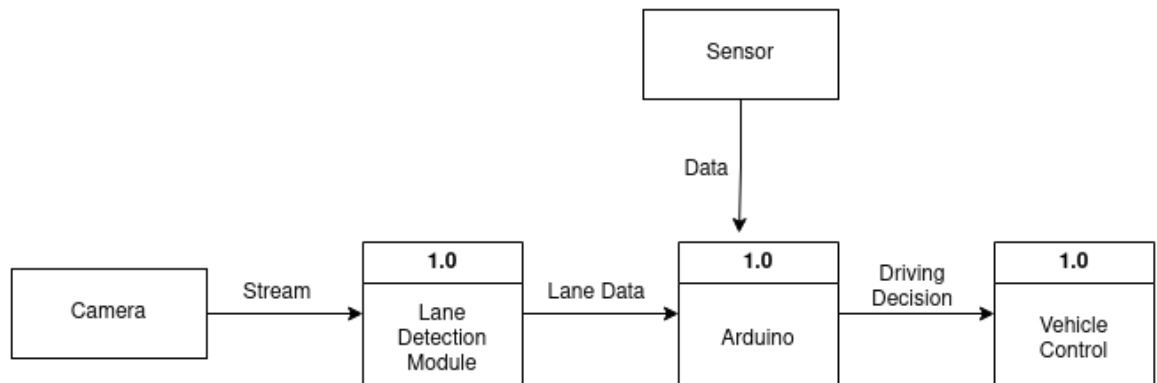 Sensor
Data
1.0
1.0
1.0
Camera
Stream
Lane
Detection
Module
Lane Data
Arduino
Driving
Decision
Vehicle
Control